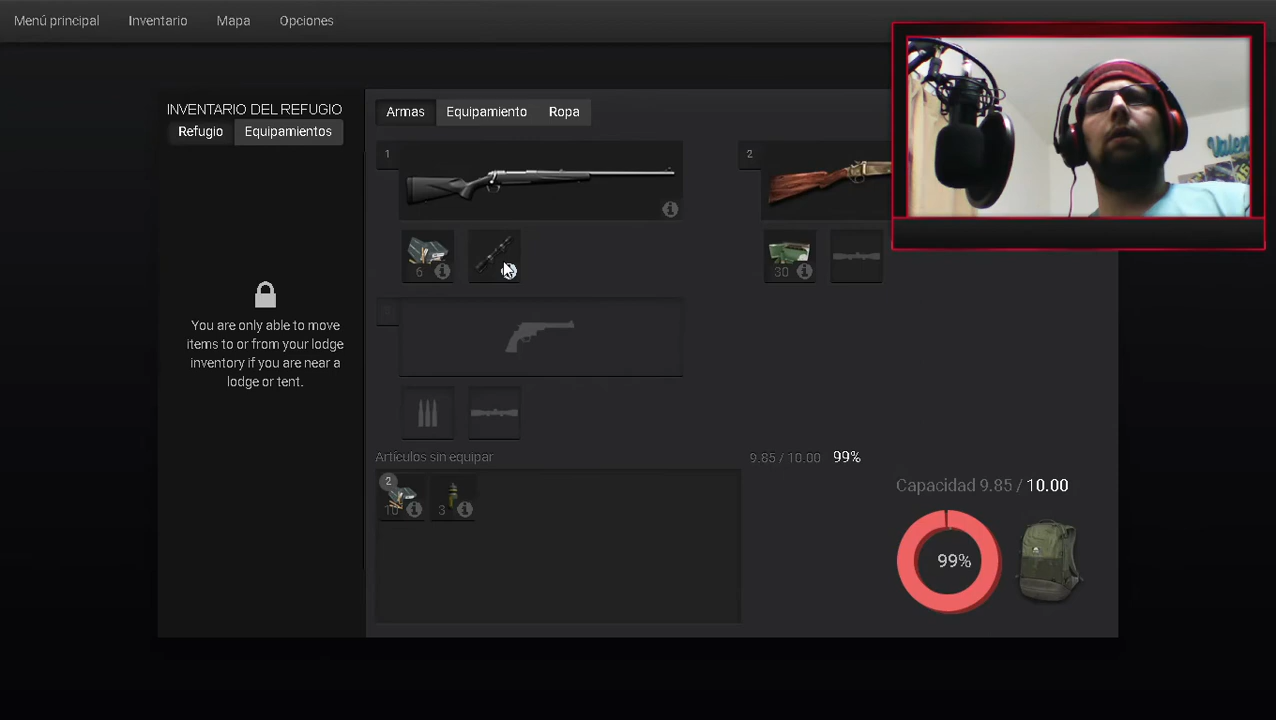 Menú principal
Inventario
Mapa
Opciones
INVENTARIO DEL REFUGIO
Refugio
Equipamientos
You are only able to move
items to or from your lodge
inventory if you are near a
lodge or tent.
Armas
Equipamiento
Ropa
1
2
6
30
Artículos sin equipar
9.85 / 10.00 99%
2
10
3
Capacidad 9.85 / 10.00
99%